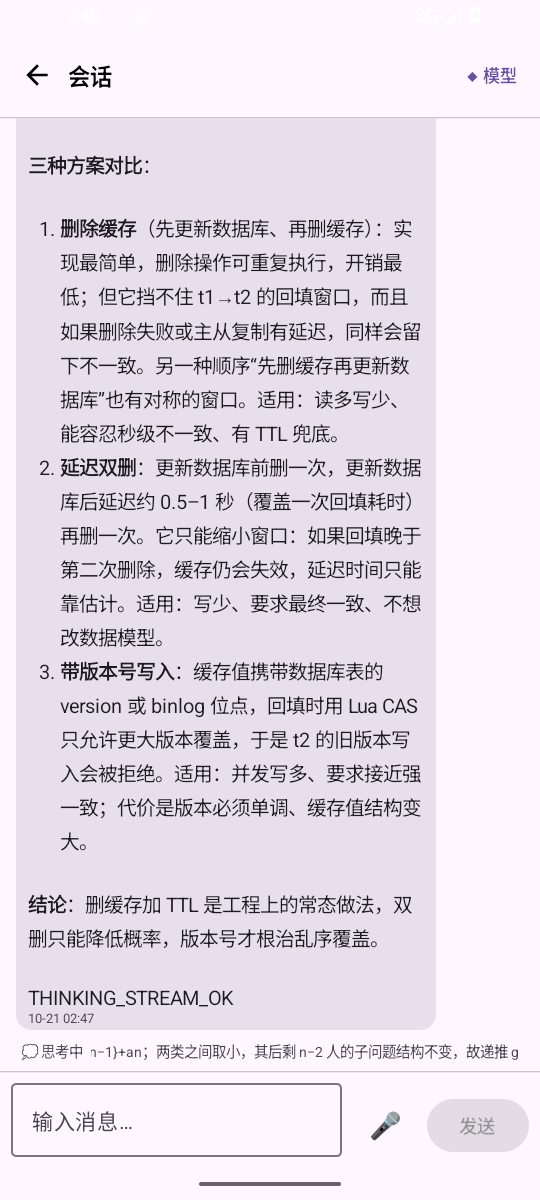 2:49
3G
会话
◆ 模型
三种方案对比：
1. 删除缓存（先更新数据库、再删缓存）：实
现最简单，删除操作可重复执行，开销最
低；但它挡不住 t1→t2 的回填窗口，而且
如果删除失败或主从复制有延迟，同样会留
下不一致。另一种顺序“先删缓存再更新数
据库”也有对称的窗口。适用：读多写少、
能容忍秒级不一致、有 TTL 兜底。
2. 延迟双删：更新数据库前删一次，更新数据
库后延迟约 0.5–1 秒（覆盖一次回填耗时）
再删一次。它只能缩小窗口：如果回填晚于
第二次删除，缓存仍会失效，延迟时间只能
靠估计。适用：写少、要求最终一致、不想
改数据模型。
3. 带版本号写入：缓存值携带数据库表的
version 或 binlog 位点，回填时用 Lua CAS
只允许更大版本覆盖，于是 t2 的旧版本写
入会被拒绝。适用：并发写多、要求接近强
一致；代价是版本必须单调、缓存值结构变
大。
结论：删缓存加 TTL 是工程上的常态做法，双
删只能降低概率，版本号才根治乱序覆盖。
THINKING_STREAM_OK
10-21 02:47
思考中 n−1}+an；两类之间取小，其后剩 n−2 人的子问题结构不变，故递推 g
输入消息...
发送